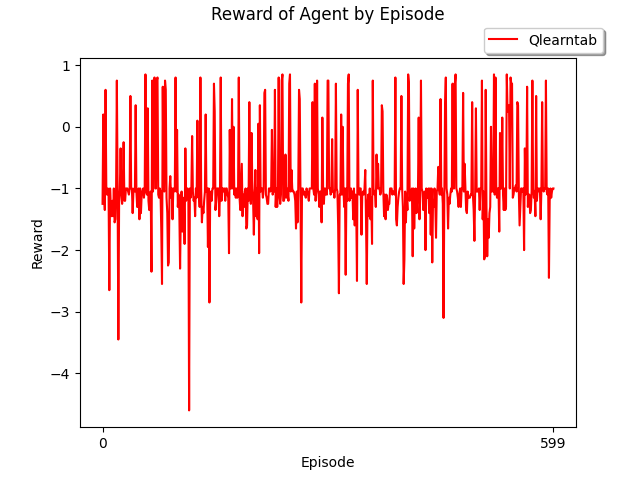 Reward of Agent by Episode
Qlearntab
1
0
−1
−2
−3
−4
Reward
0
599
Episode